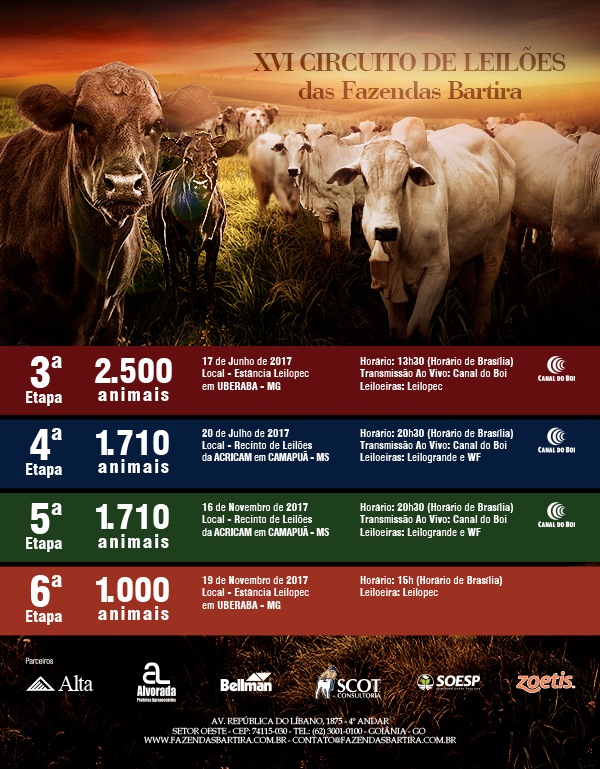 XVI CIRCUITO DE LEILÕES
das Fazendas Bartira
3ª
Etapa
2.500
animais
17 de Junho de 2017
Local - Estância Leilopec
em UBERABA - MG
Horário: 13h30 (Horário de Brasília)
Transmissão Ao Vivo: Canal do Boi
Leiloeiras: Leilopec
CANAL DO BOI
4ª
Etapa
1.710
animais
20 de Julho de 2017
Local - Recinto de Leilões
da ACRICAM em CAMAPUÃ - MS
Horário: 20h30 (Horário de Brasília)
Transmissão Ao Vivo: Canal do Boi
Leiloeiras: Leilogrande e WF
CANAL DO BOI
5ª
Etapa
1.710
animais
16 de Novembro de 2017
Local - Recinto de Leilões
da ACRICAM em CAMAPUÃ - MS
Horário: 20h30 (Horário de Brasília)
Transmissão Ao Vivo: Canal do Boi
Leiloeiras: Leilogrande e WF
CANAL DO BOI
6ª
Etapa
1.000
animais
19 de Novembro de 2017
Local - Estância Leilopec
em UBERABA - MG
Horário: 15h (Horário de Brasília)
Leiloeira: Leilopec
Parceiros
Alta
Alvorada
Produtos Agropecuários
Bellman
SCOT
CONSULTORIA
SOESP
zoetis
AV. REPÚBLICA DO LÍBANO, 1875 - 4º ANDAR
SETOR OESTE - CEP: 74115-030 - TEL: (62) 3001-0100 - GOIÂNIA - GO
WWW.FAZENDASBARTIRA.COM.BR - CONTATO@FAZENDASBARTIRA.COM.BR